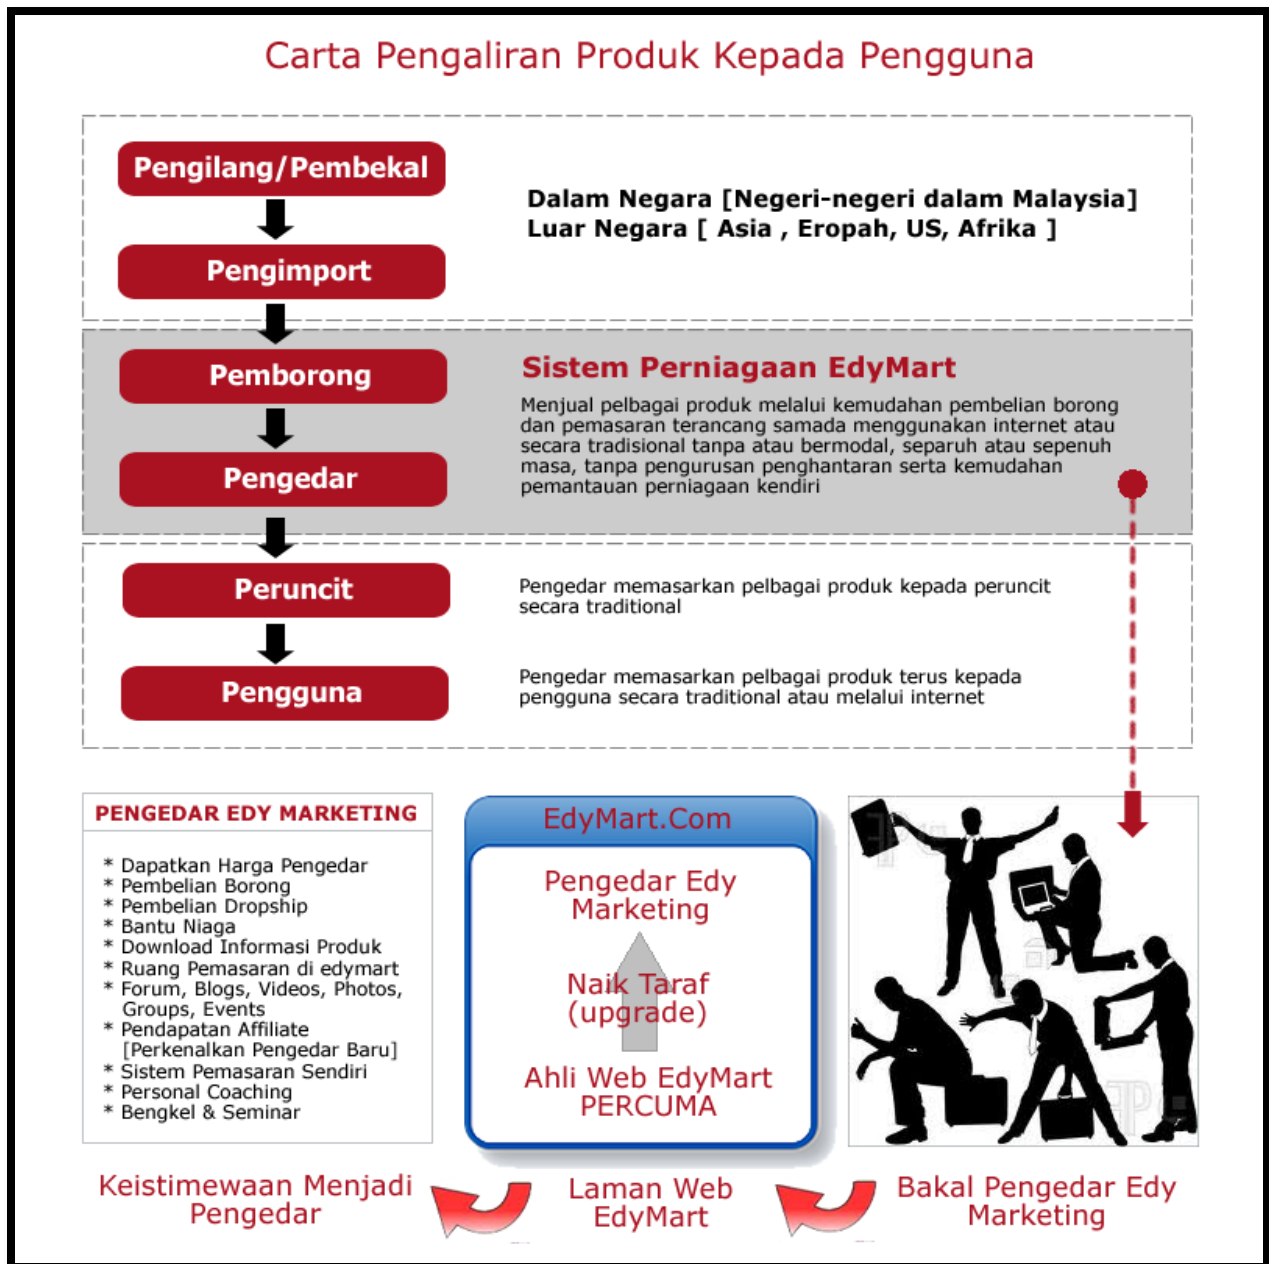 Carta Pengaliran Produk Kepada Pengguna
Pengilang/Pembekal
Dalam Negara [Negeri-negeri dalam Malaysia]
Luar Negara [ Asia , Eropah, US, Afrika ]
Pengimport
Pemborong
Sistem Perniagaan EdyMart
Menjual pelbagai produk melalui kemudahan pembelian borong
dan pemasaran terancang samada menggunakan internet atau
secara tradisional tanpa atau bermodal, separuh atau sepenuh
masa, tanpa pengurusan penghantaran serta kemudahan
pemantauan perniagaan kendiri
Pengedar
Peruncit
Pengedar memasarkan pelbagai produk kepada peruncit
secara traditional
Pengguna
Pengedar memasarkan pelbagai produk terus kepada
pengguna secara traditional atau melalui internet
PENGEDAR EDY MARKETING
* Dapatkan Harga Pengedar
* Pembelian Borong
* Pembelian Dropship
* Bantu Niaga
* Download Informasi Produk
* Ruang Pemasaran di edymart
* Forum, Blogs, Videos, Photos,
Groups, Events
* Pendapatan Affiliate
[Perkenalkan Pengedar Baru]
* Sistem Pemasaran Sendiri
* Personal Coaching
* Bengkel & Seminar
EdyMart.Com
Pengedar Edy
Marketing
Naik Taraf
(upgrade)
Ahli Web EdyMart
PERCUMA
Keistimewaan Menjadi
Pengedar
Laman Web
EdyMart
Bakal Pengedar Edy
Marketing